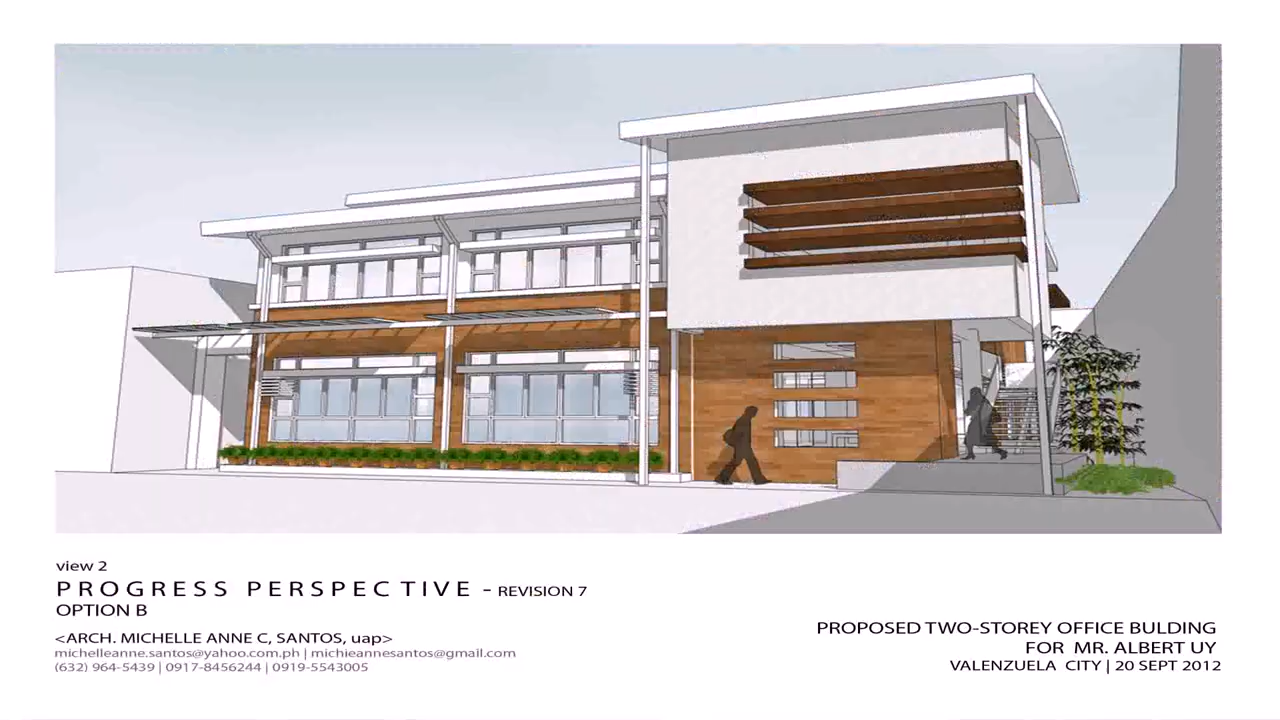 view 2
PROGRESS PERSPECTIVE - REVISION 7
OPTION B
<ARCH. MICHELLE ANNE C, SANTOS, uap>
michelleanne.santos@yahoo.com.ph | michieannesantos@gmail.com
(632) 964-5439 | 0917-8456244 | 0919-5543005
PROPOSED TWO-STOREY OFFICE BULDING
FOR MR. ALBERT UY
VALENZUELA CITY | 20 SEPT 2012